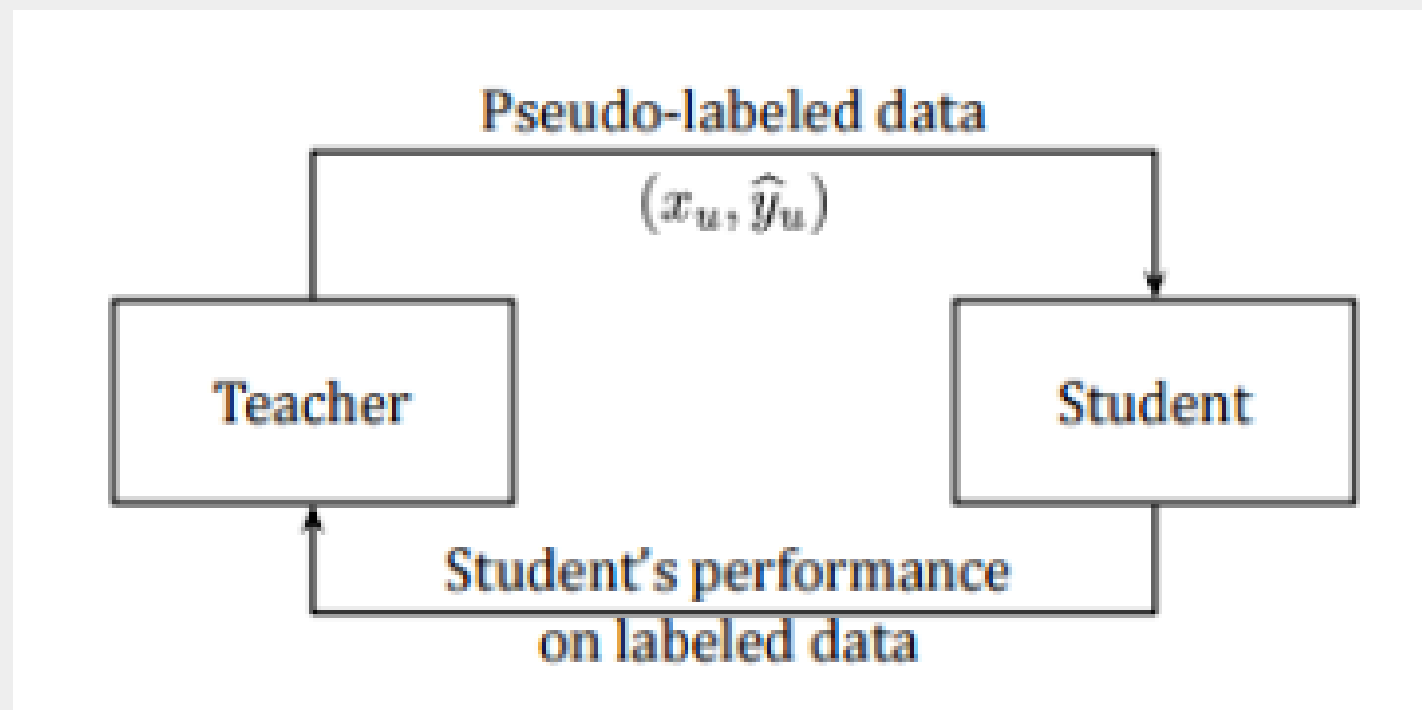 Pseudo-labeled data
(x_u, ŷ_u)
Teacher
Student
Student's performance
on labeled data